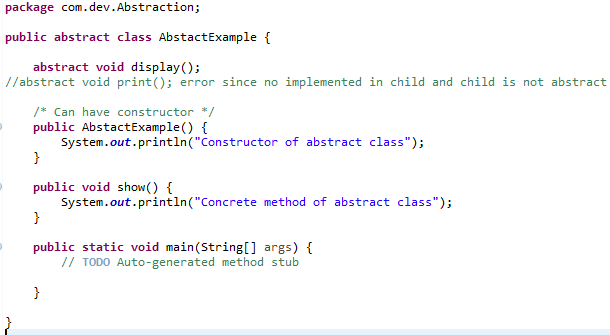 package com.dev.Abstraction;
public abstract class AbstactExample {
abstract void display();
//abstract void print(); error since no implemented in child and child is not abstract
/* Can have constructor */
public AbstactExample() {
System.out.println("Constructor of abstract class");
}
public void show() {
System.out.println("Concrete method of abstract class");
}
public static void main(String[] args) {
// TODO Auto-generated method stub
}
}